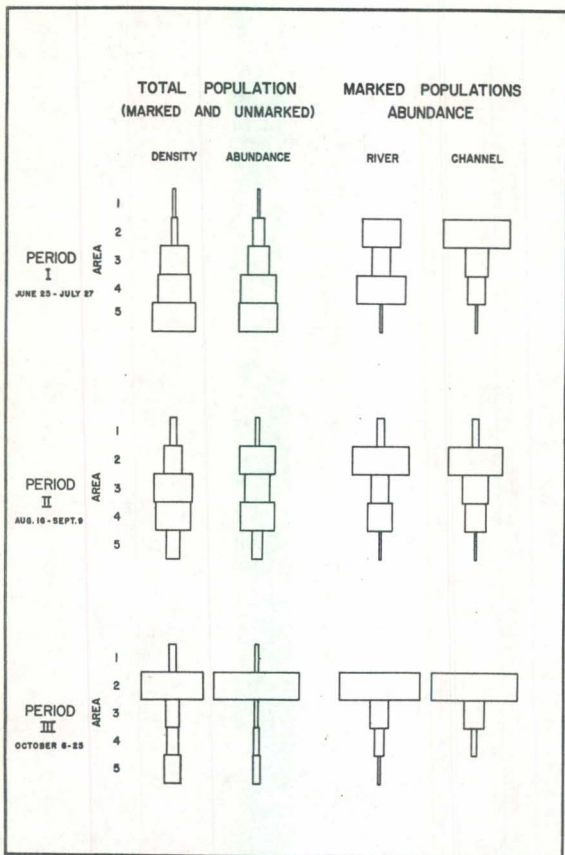 TOTAL POPULATION
(MARKED AND UNMARKED)
MARKED POPULATIONS
ABUNDANCE
DENSITY
ABUNDANCE
RIVER
CHANNEL
PERIOD
I
JUNE 25 - JULY 27
AREA
1
2
3
4
5
PERIOD
II
AUG. 16 - SEPT. 9
AREA
1
2
3
4
5
PERIOD
III
OCTOBER 6-25
AREA
1
2
3
4
5